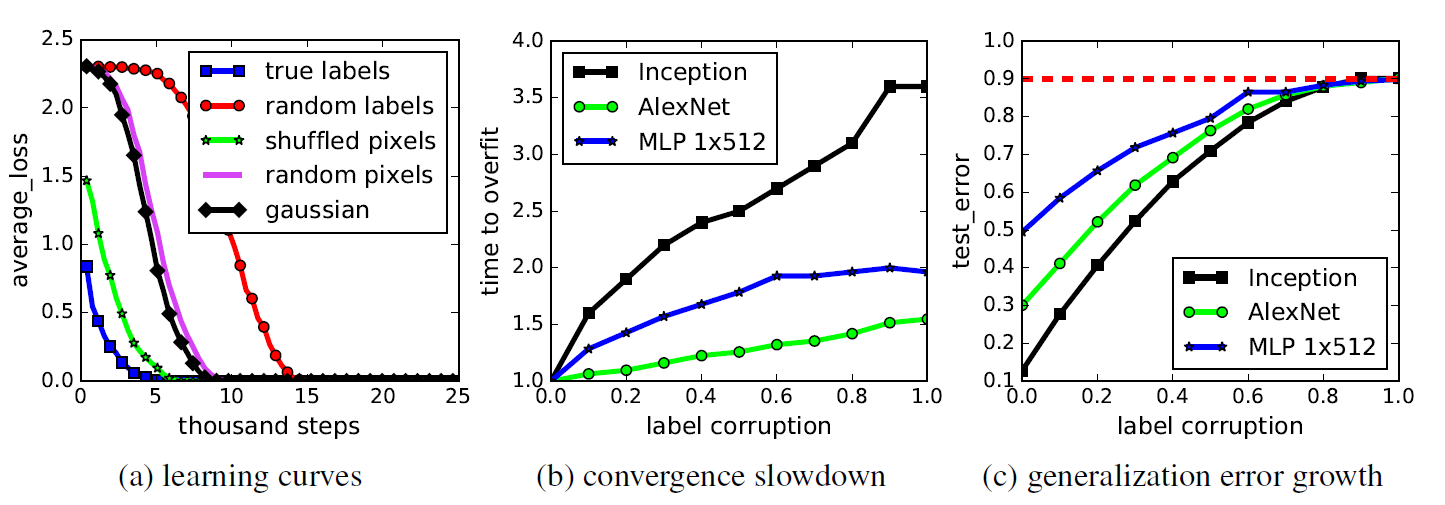 2.5
2.0
1.5
1.0
0.5
0.0
average_loss
true labels
random labels
shuffled pixels
random pixels
gaussian
0 5 10 15 20 25
thousand steps
(a) learning curves
4.0
3.5
3.0
2.5
2.0
1.5
1.0
time to overfit
Inception
AlexNet
MLP 1x512
0.0 0.2 0.4 0.6 0.8 1.0
label corruption
(b) convergence slowdown
1.0
0.9
0.8
0.7
0.6
0.5
0.4
0.3
0.2
0.1
test_error
Inception
AlexNet
MLP 1x512
0.0 0.2 0.4 0.6 0.8 1.0
label corruption
(c) generalization error growth